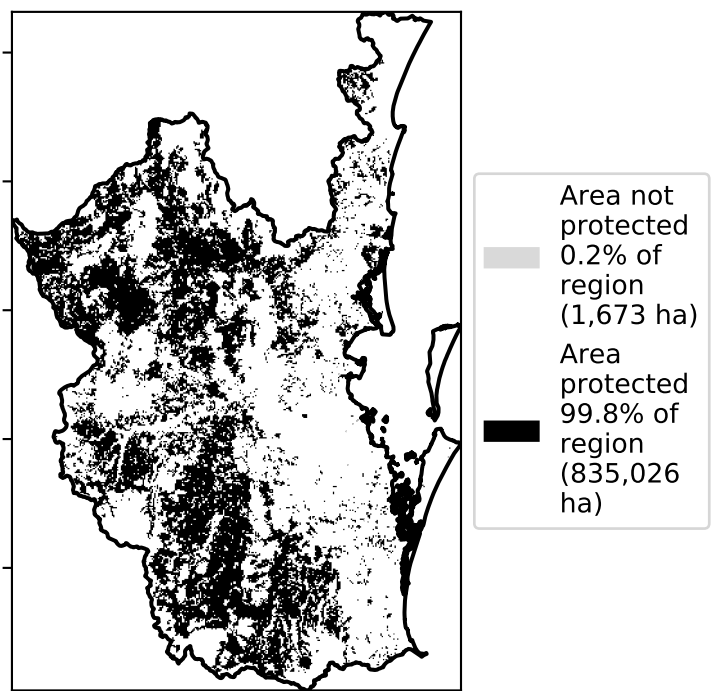 Area not
protected
0.2% of
region
(1,673 ha)
Area
protected
99.8% of
region
(835,026
ha)